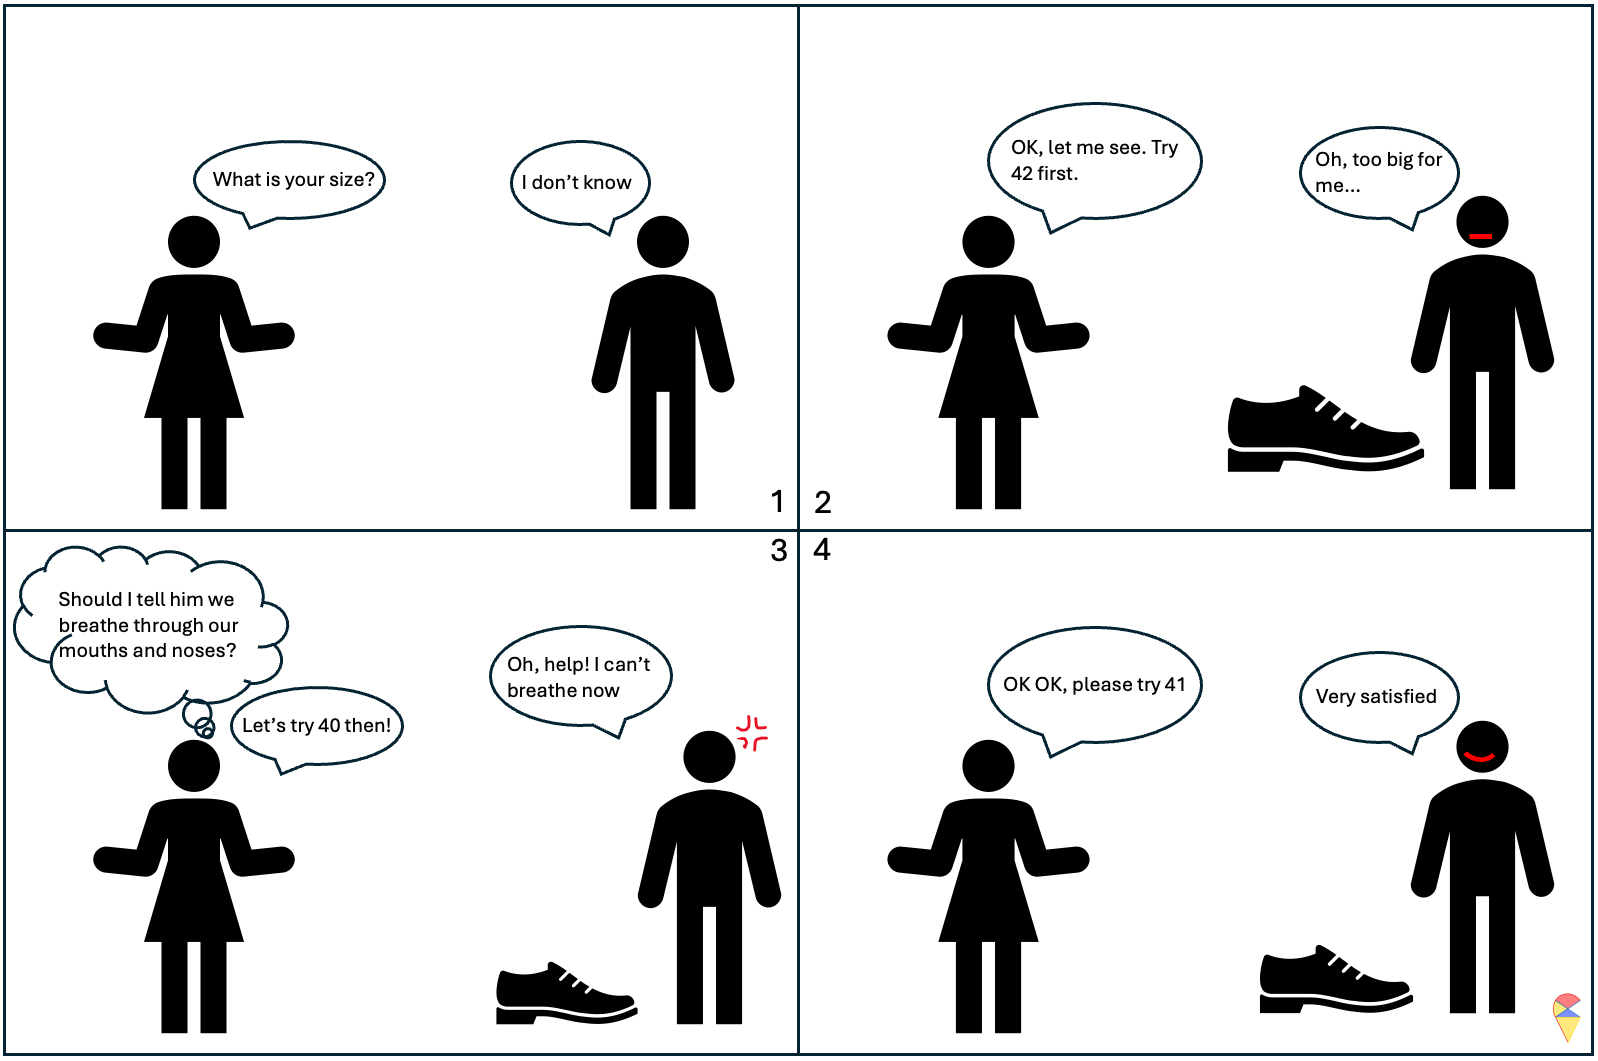 What is your size?
I don’t know
1
OK, let me see. Try
42 first.
Oh, too big for
me...
2
3
Should I tell him we
breathe through our
mouths and noses?
Let’s try 40 then!
Oh, help! I can’t
breathe now
4
OK OK, please try 41
Very satisfied